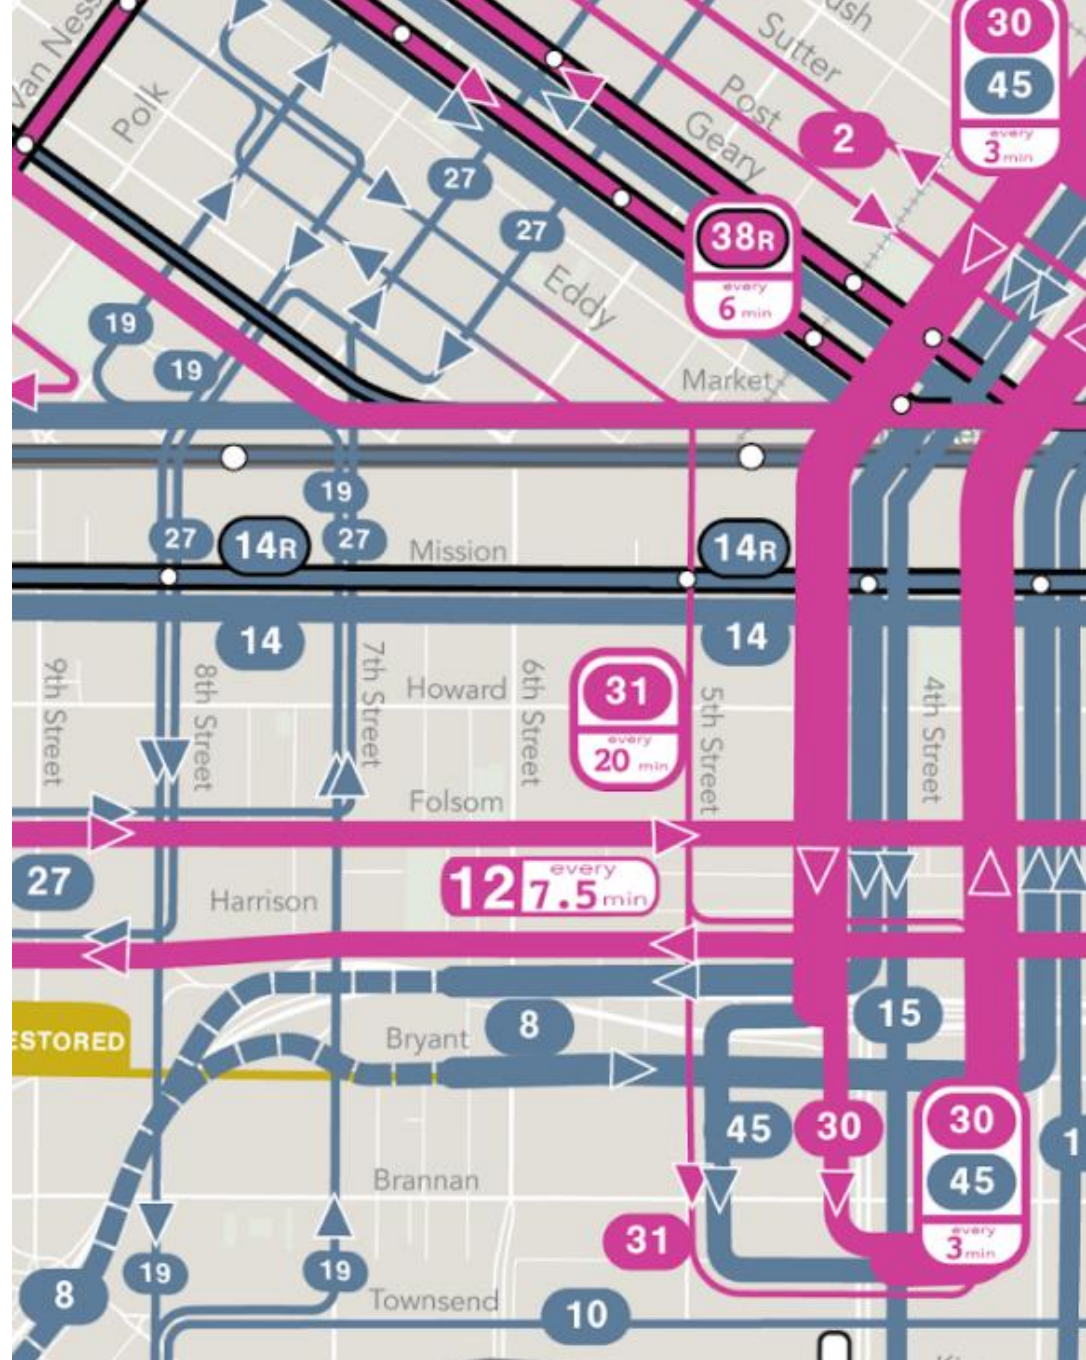 Van Ness
Polk
ush
Sutter
Post
Geary
30
45
every
3 min
2
27
27
38R
every
6 min
Eddy
19
19
Market
19
27
14R
27
Mission
14R
14
14
9th Street
8th Street
7th Street
Howard
6th Street
31
every
20 min
5th Street
4th Street
Folsom
27
12 every
7.5 min
Harrison
ESTORED
Bryant
8
15
45
30
30
45
every
3 min
1
Brannan
31
8
19
19
Townsend
10